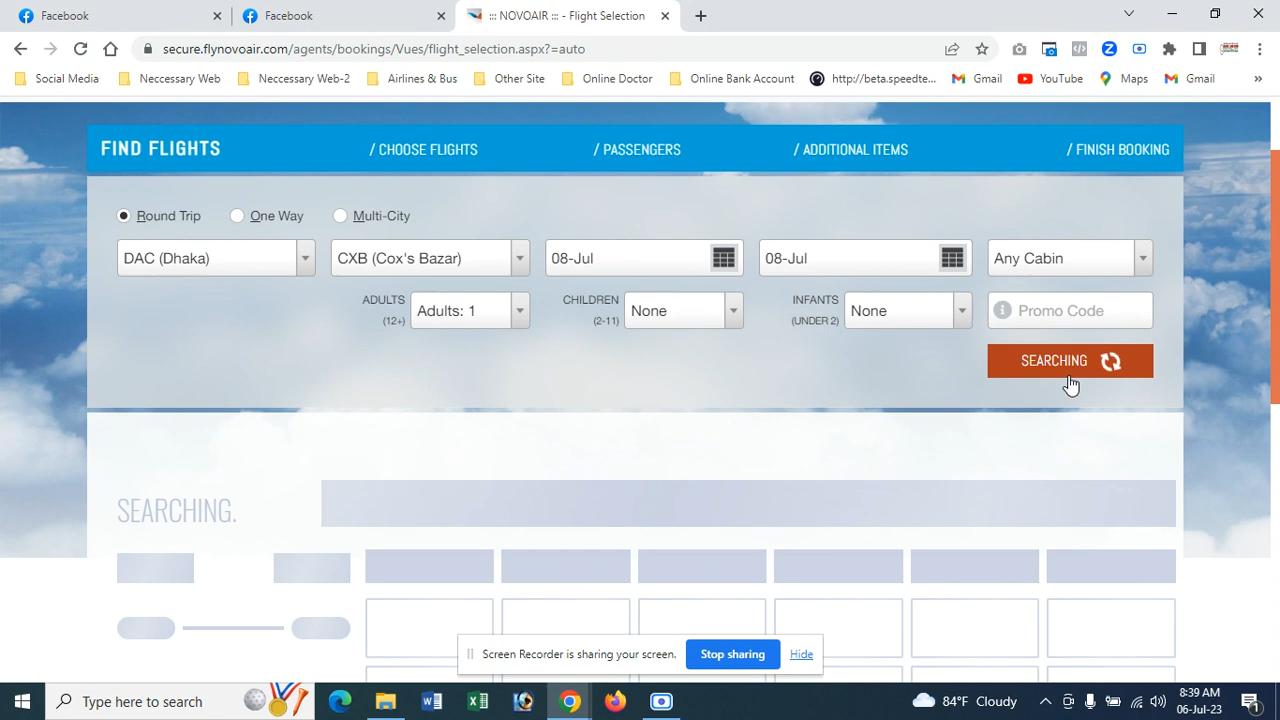 Facebook
Facebook
::: NOVOAIR ::: - Flight Selection
secure.flynovoair.com/agents/bookings/Vues/flight_selection.aspx?=auto
Social Media
Neccessary Web
Neccessary Web-2
Airlines & Bus
Other Site
Online Doctor
Online Bank Account
http://beta.speedte...
Gmail
YouTube
Maps
Gmail
»
FIND FLIGHTS
/ CHOOSE FLIGHTS
/ PASSENGERS
/ ADDITIONAL ITEMS
/ FINISH BOOKING
Round Trip
One Way
Multi-City
DAC (Dhaka)
CXB (Cox's Bazar)
08-Jul
08-Jul
Any Cabin
ADULTS
(12+)
Adults: 1
CHILDREN
(2-11)
None
INFANTS
(UNDER 2)
None
Promo Code
SEARCHING
SEARCHING.
Screen Recorder is sharing your screen.
Stop sharing
Hide
Type here to search
84°F Cloudy
8:39 AM
06-Jul-23
1